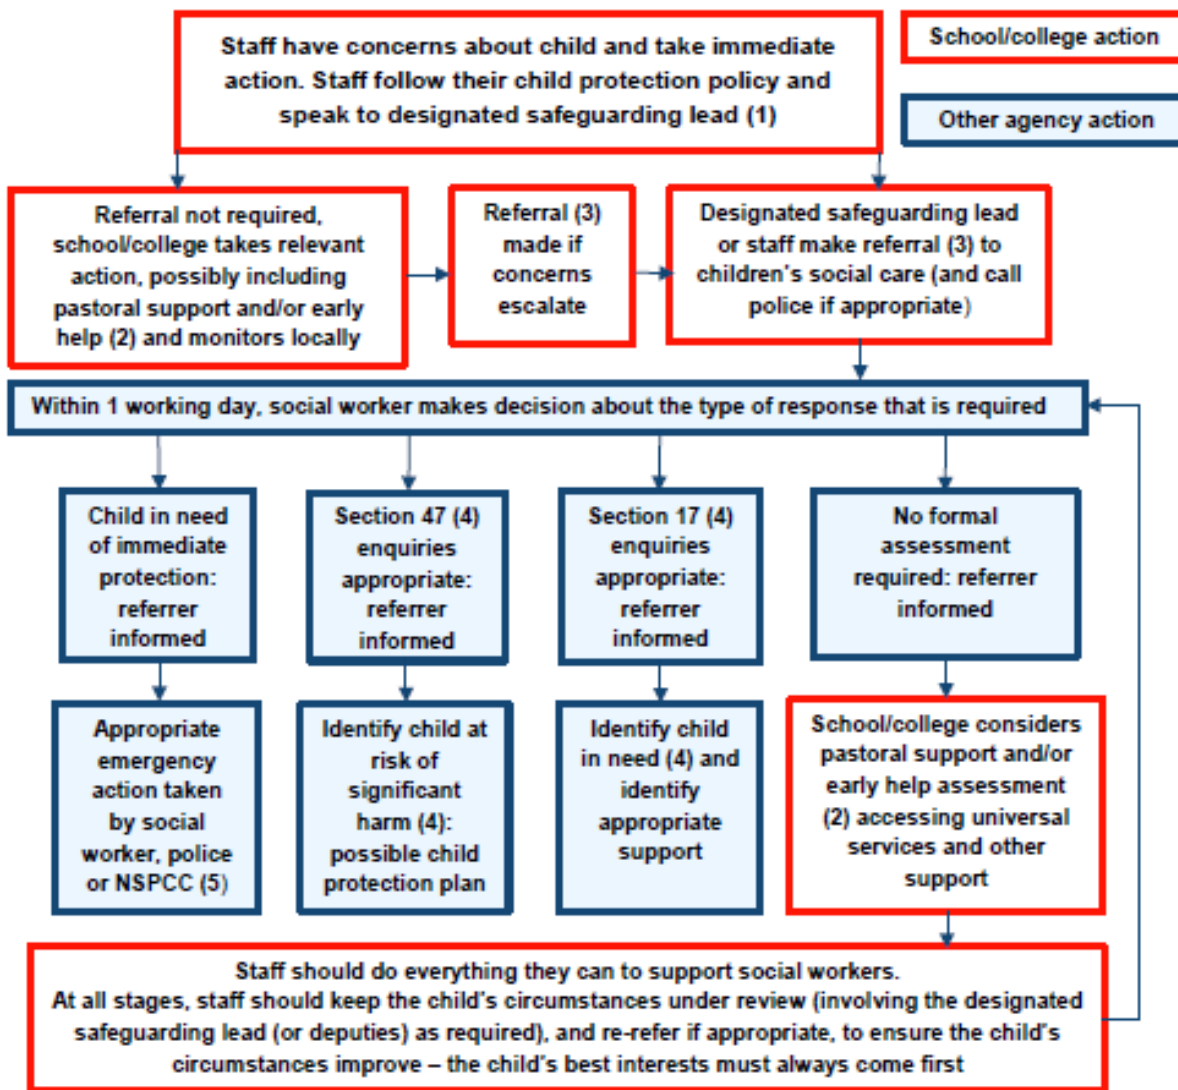 Staff have concerns about child and take immediate
action. Staff follow their child protection policy and
speak to designated safeguarding lead (1)
School/college action
Other agency action
Referral not required,
school/college takes relevant
action, possibly including
pastoral support and/or early
help (2) and monitors locally
Referral (3)
made if
concerns
escalate
Designated safeguarding lead
or staff make referral (3) to
children's social care (and call
police if appropriate)
Within 1 working day, social worker makes decision about the type of response that is required
Child in need
of immediate
protection:
referrer
informed
Section 47 (4)
enquiries
appropriate:
referrer
informed
Section 17 (4)
enquiries
appropriate:
referrer
informed
No formal
assessment
required: referrer
informed
Appropriate
emergency
action taken
by social
worker, police
or NSPCC (5)
Identify child at
risk of
significant
harm (4):
possible child
protection plan
Identify child
in need (4) and
identify
appropriate
support
School/college considers
pastoral support and/or
early help assessment
(2) accessing universal
services and other
support
Staff should do everything they can to support social workers.
At all stages, staff should keep the child's circumstances under review (involving the designated
safeguarding lead (or deputies) as required), and re-refer if appropriate, to ensure the child's
circumstances improve – the child's best interests must always come first